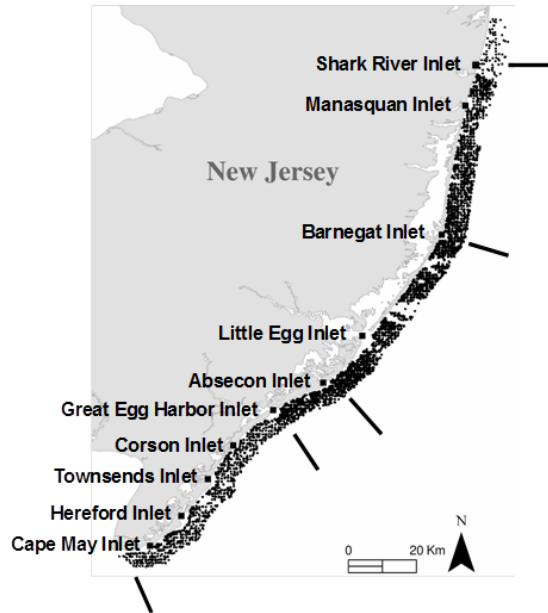 Shark River Inlet
Manasquan Inlet
New Jersey
Barnegat Inlet
Little Egg Inlet
Absecon Inlet
Great Egg Harbor Inlet
Corson Inlet
Townsends Inlet
Hereford Inlet
Cape May Inlet
N
0 20 Km